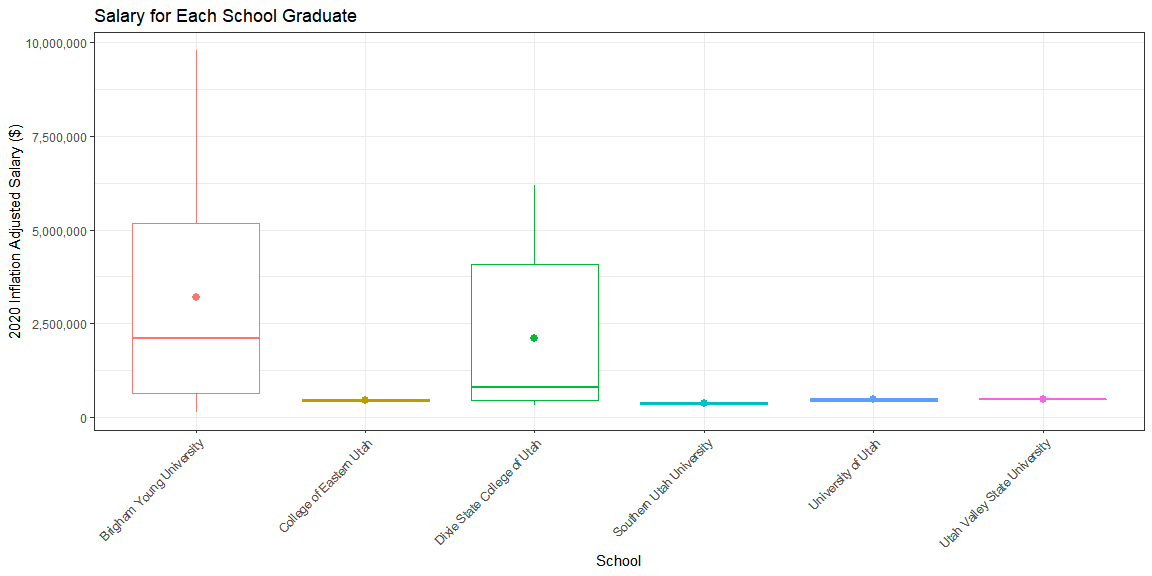 Salary for Each School Graduate
2020 Inflation Adjusted Salary ($)
10,000,000
7,500,000
5,000,000
2,500,000
0
Brigham Young University
College of Eastern Utah
Dixie State College of Utah
Southern Utah University
University of Utah
Utah Valley State University
School